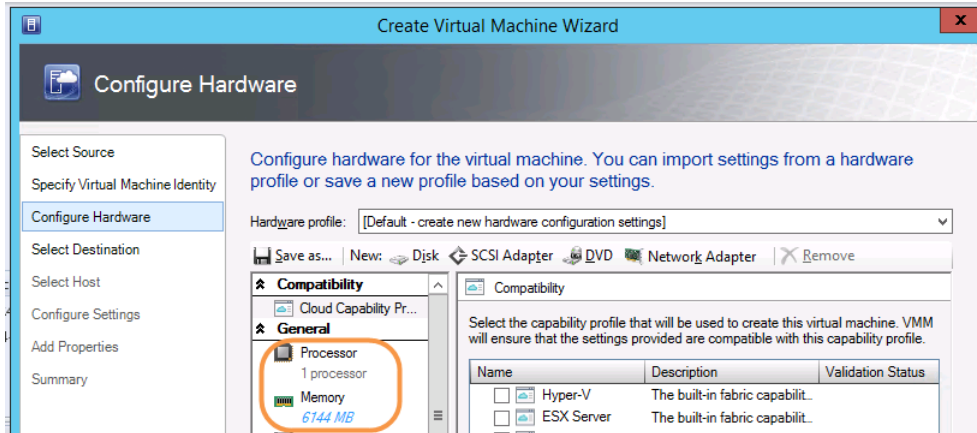 Create Virtual Machine Wizard
x
Configure Hardware
Select Source
Specify Virtual Machine Identity
Configure Hardware
Select Destination
Select Host
Configure Settings
Add Properties
Summary
Configure hardware for the virtual machine. You can import settings from a hardware
profile or save a new profile based on your settings.
Hardware profile: [Default - create new hardware configuration settings]
Save as... New: Disk SCSI Adapter DVD Network Adapter Remove
Compatibility
Cloud Capability Pr...
General
Processor
1 processor
Memory
6144 MB
Compatibility
Select the capability profile that will be used to create this virtual machine. VMM
will ensure that the settings provided are compatible with this capability profile.
Name Description Validation Status
Hyper-V The built-in fabric capabilit...
ESX Server The built-in fabric capabilit...